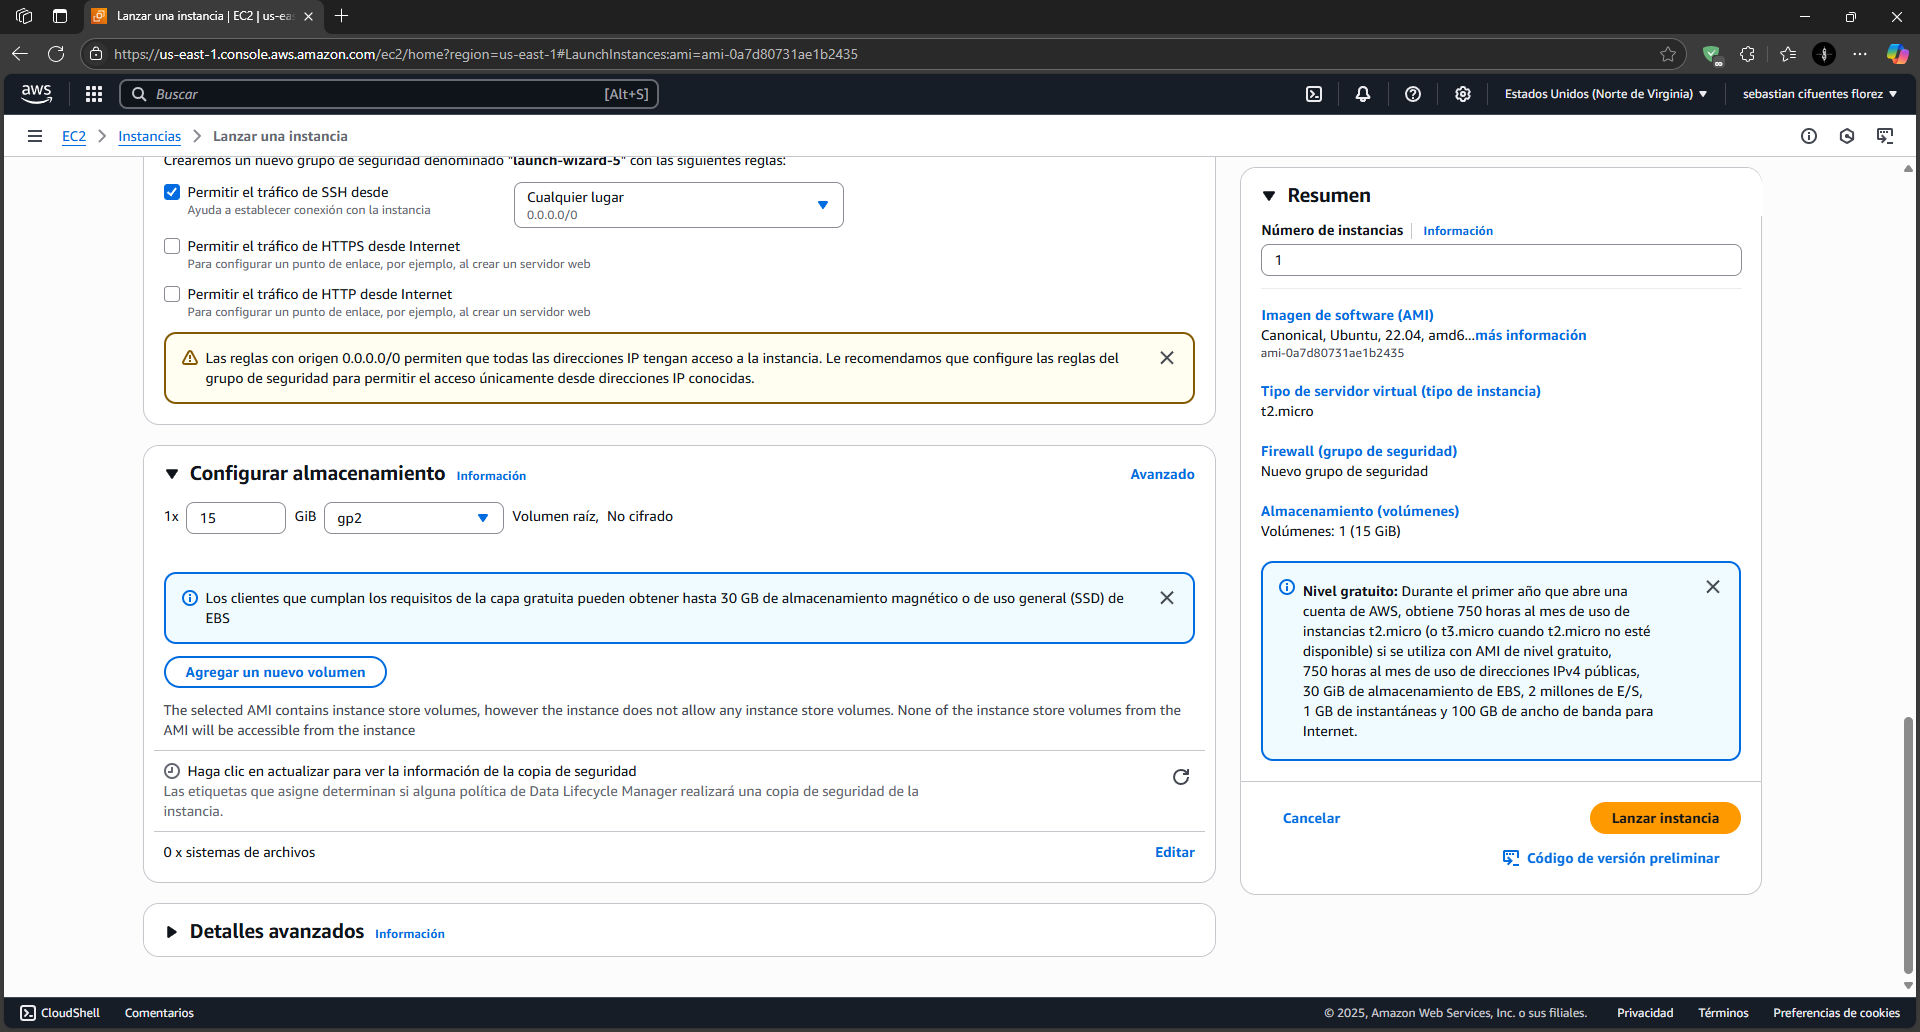 Lanzar una instancia | EC2 | us-eas
https://us-east-1.console.aws.amazon.com/ec2/home?region=us-east-1#LaunchInstances:ami=ami-0a7d80731ae1b2435
aws
Buscar
[Alt+S]
Estados Unidos (Norte de Virginia)
sebastian cifuentes florez
EC2
Instancias
Lanzar una instancia
Crearemos un nuevo grupo de seguridad denominado "launch-wizard-5" con las siguientes reglas:
Permitir el tráfico de SSH desde
Ayuda a establecer conexión con la instancia
Cualquier lugar
0.0.0.0/0
Permitir el tráfico de HTTPS desde Internet
Para configurar un punto de enlace, por ejemplo, al crear un servidor web
Permitir el tráfico de HTTP desde Internet
Para configurar un punto de enlace, por ejemplo, al crear un servidor web
Las reglas con origen 0.0.0.0/0 permiten que todas las direcciones IP tengan acceso a la instancia. Le recomendamos que configure las reglas del
grupo de seguridad para permitir el acceso únicamente desde direcciones IP conocidas.
Configurar almacenamiento
Información
Avanzado
1x
15
GiB
gp2
Volumen raíz, No cifrado
Los clientes que cumplan los requisitos de la capa gratuita pueden obtener hasta 30 GB de almacenamiento magnético o de uso general (SSD) de
EBS
Agregar un nuevo volumen
The selected AMI contains instance store volumes, however the instance does not allow any instance store volumes. None of the instance store volumes from the
AMI will be accessible from the instance
Haga clic en actualizar para ver la información de la copia de seguridad
Las etiquetas que asigne determinan si alguna política de Data Lifecycle Manager realizará una copia de seguridad de la
instancia.
0 x sistemas de archivos
Editar
Detalles avanzados
Información
Resumen
Número de instancias
Información
1
Imagen de software (AMI)
Canonical, Ubuntu, 22.04, amd6...más información
ami-0a7d80731ae1b2435
Tipo de servidor virtual (tipo de instancia)
t2.micro
Firewall (grupo de seguridad)
Nuevo grupo de seguridad
Almacenamiento (volúmenes)
Volúmenes: 1 (15 GiB)
Nivel gratuito: Durante el primer año que abre una
cuenta de AWS, obtiene 750 horas al mes de uso de
instancias t2.micro (o t3.micro cuando t2.micro no esté
disponible) si se utiliza con AMI de nivel gratuito,
750 horas al mes de uso de direcciones IPv4 públicas,
30 GiB de almacenamiento de EBS, 2 millones de E/S,
1 GB de instantáneas y 100 GB de ancho de banda para
Internet.
Cancelar
Lanzar instancia
Código de versión preliminar
CloudShell
Comentarios
© 2025, Amazon Web Services, Inc. o sus filiales.
Privacidad
Términos
Preferencias de cookies